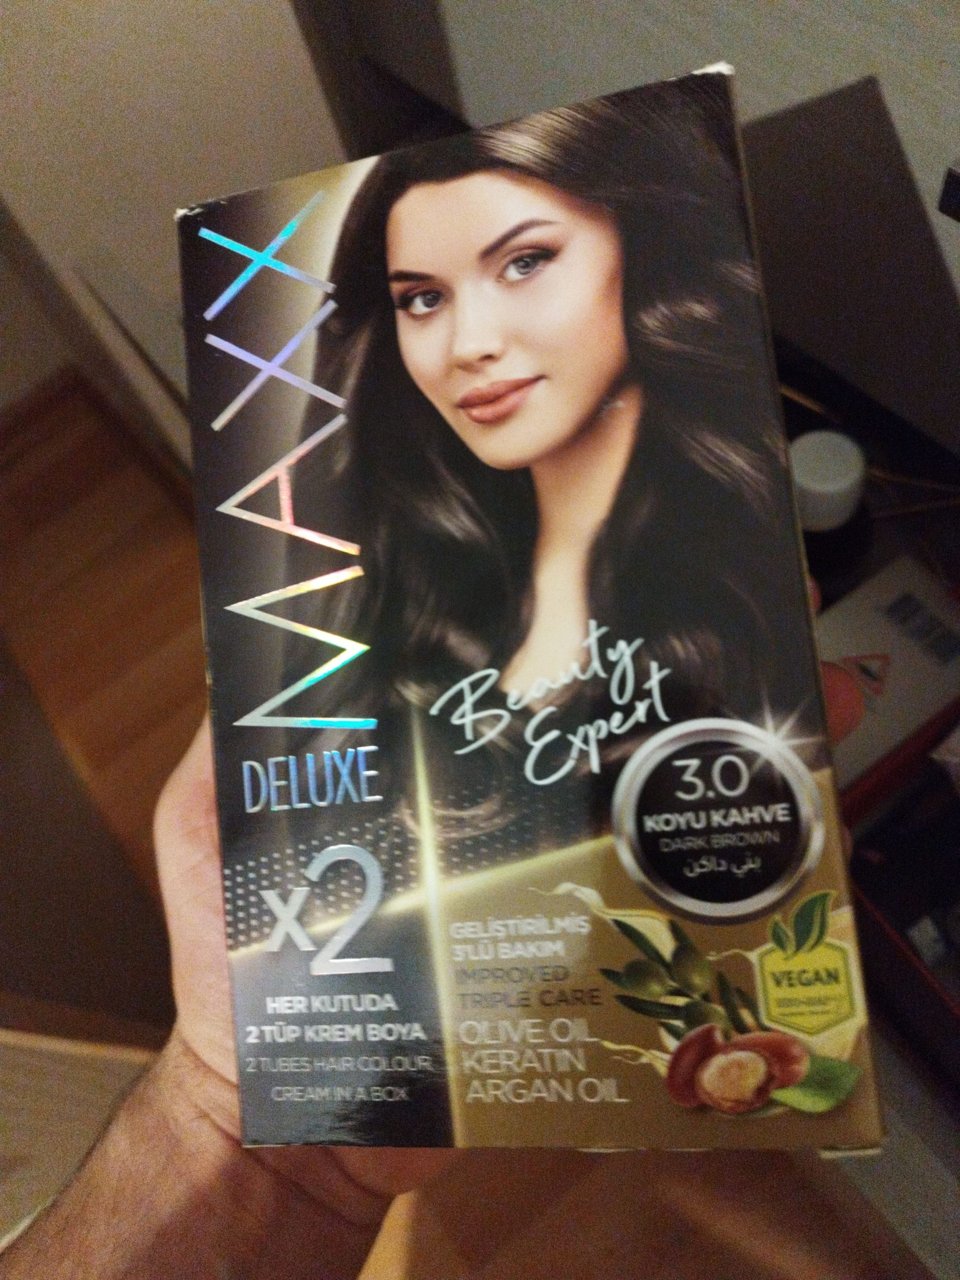 MAXX
DELUXE
Beauty
Expert
3.0
KOYU KAHVE
DARK BROWN
بني داكن
x2
HER KUTUDA
2 TÜP KREM BOYA
2 TUBES HAIR COLOUR
CREAM IN A BOX
GELİŞTİRİLMİŞ
3'LÜ BAKIM
IMPROVED
TRIPLE CARE
OLIVE OIL
KERATIN
ARGAN OIL
VEGAN